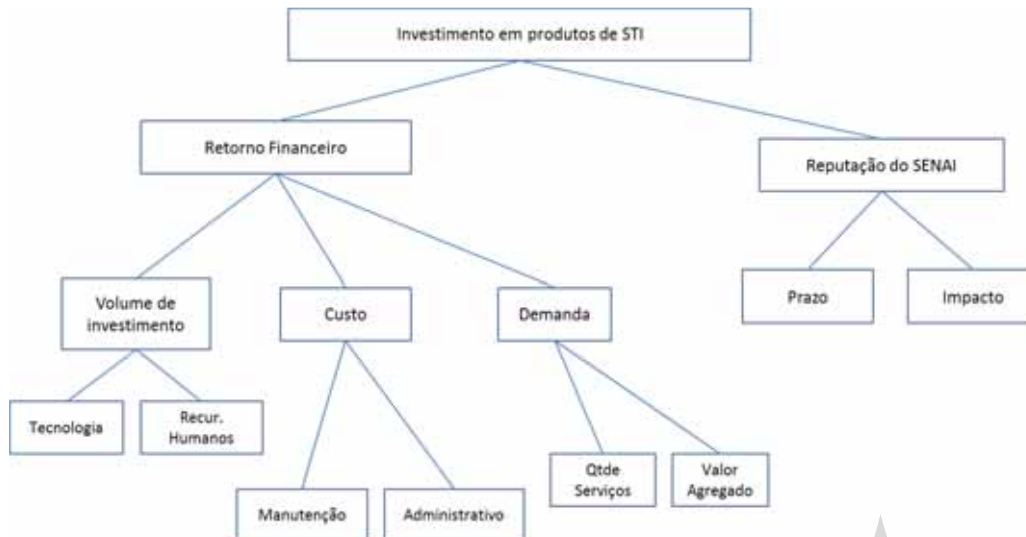 Investimento em produtos de STI
Retorno Financeiro
Reputação do SENAI
Volume de
investimento
Custo
Demanda
Prazo
Impacto
Tecnologia
Recur.
Humanos
Qtde
Serviços
Valor
Agregado
Manutenção
Administrativo